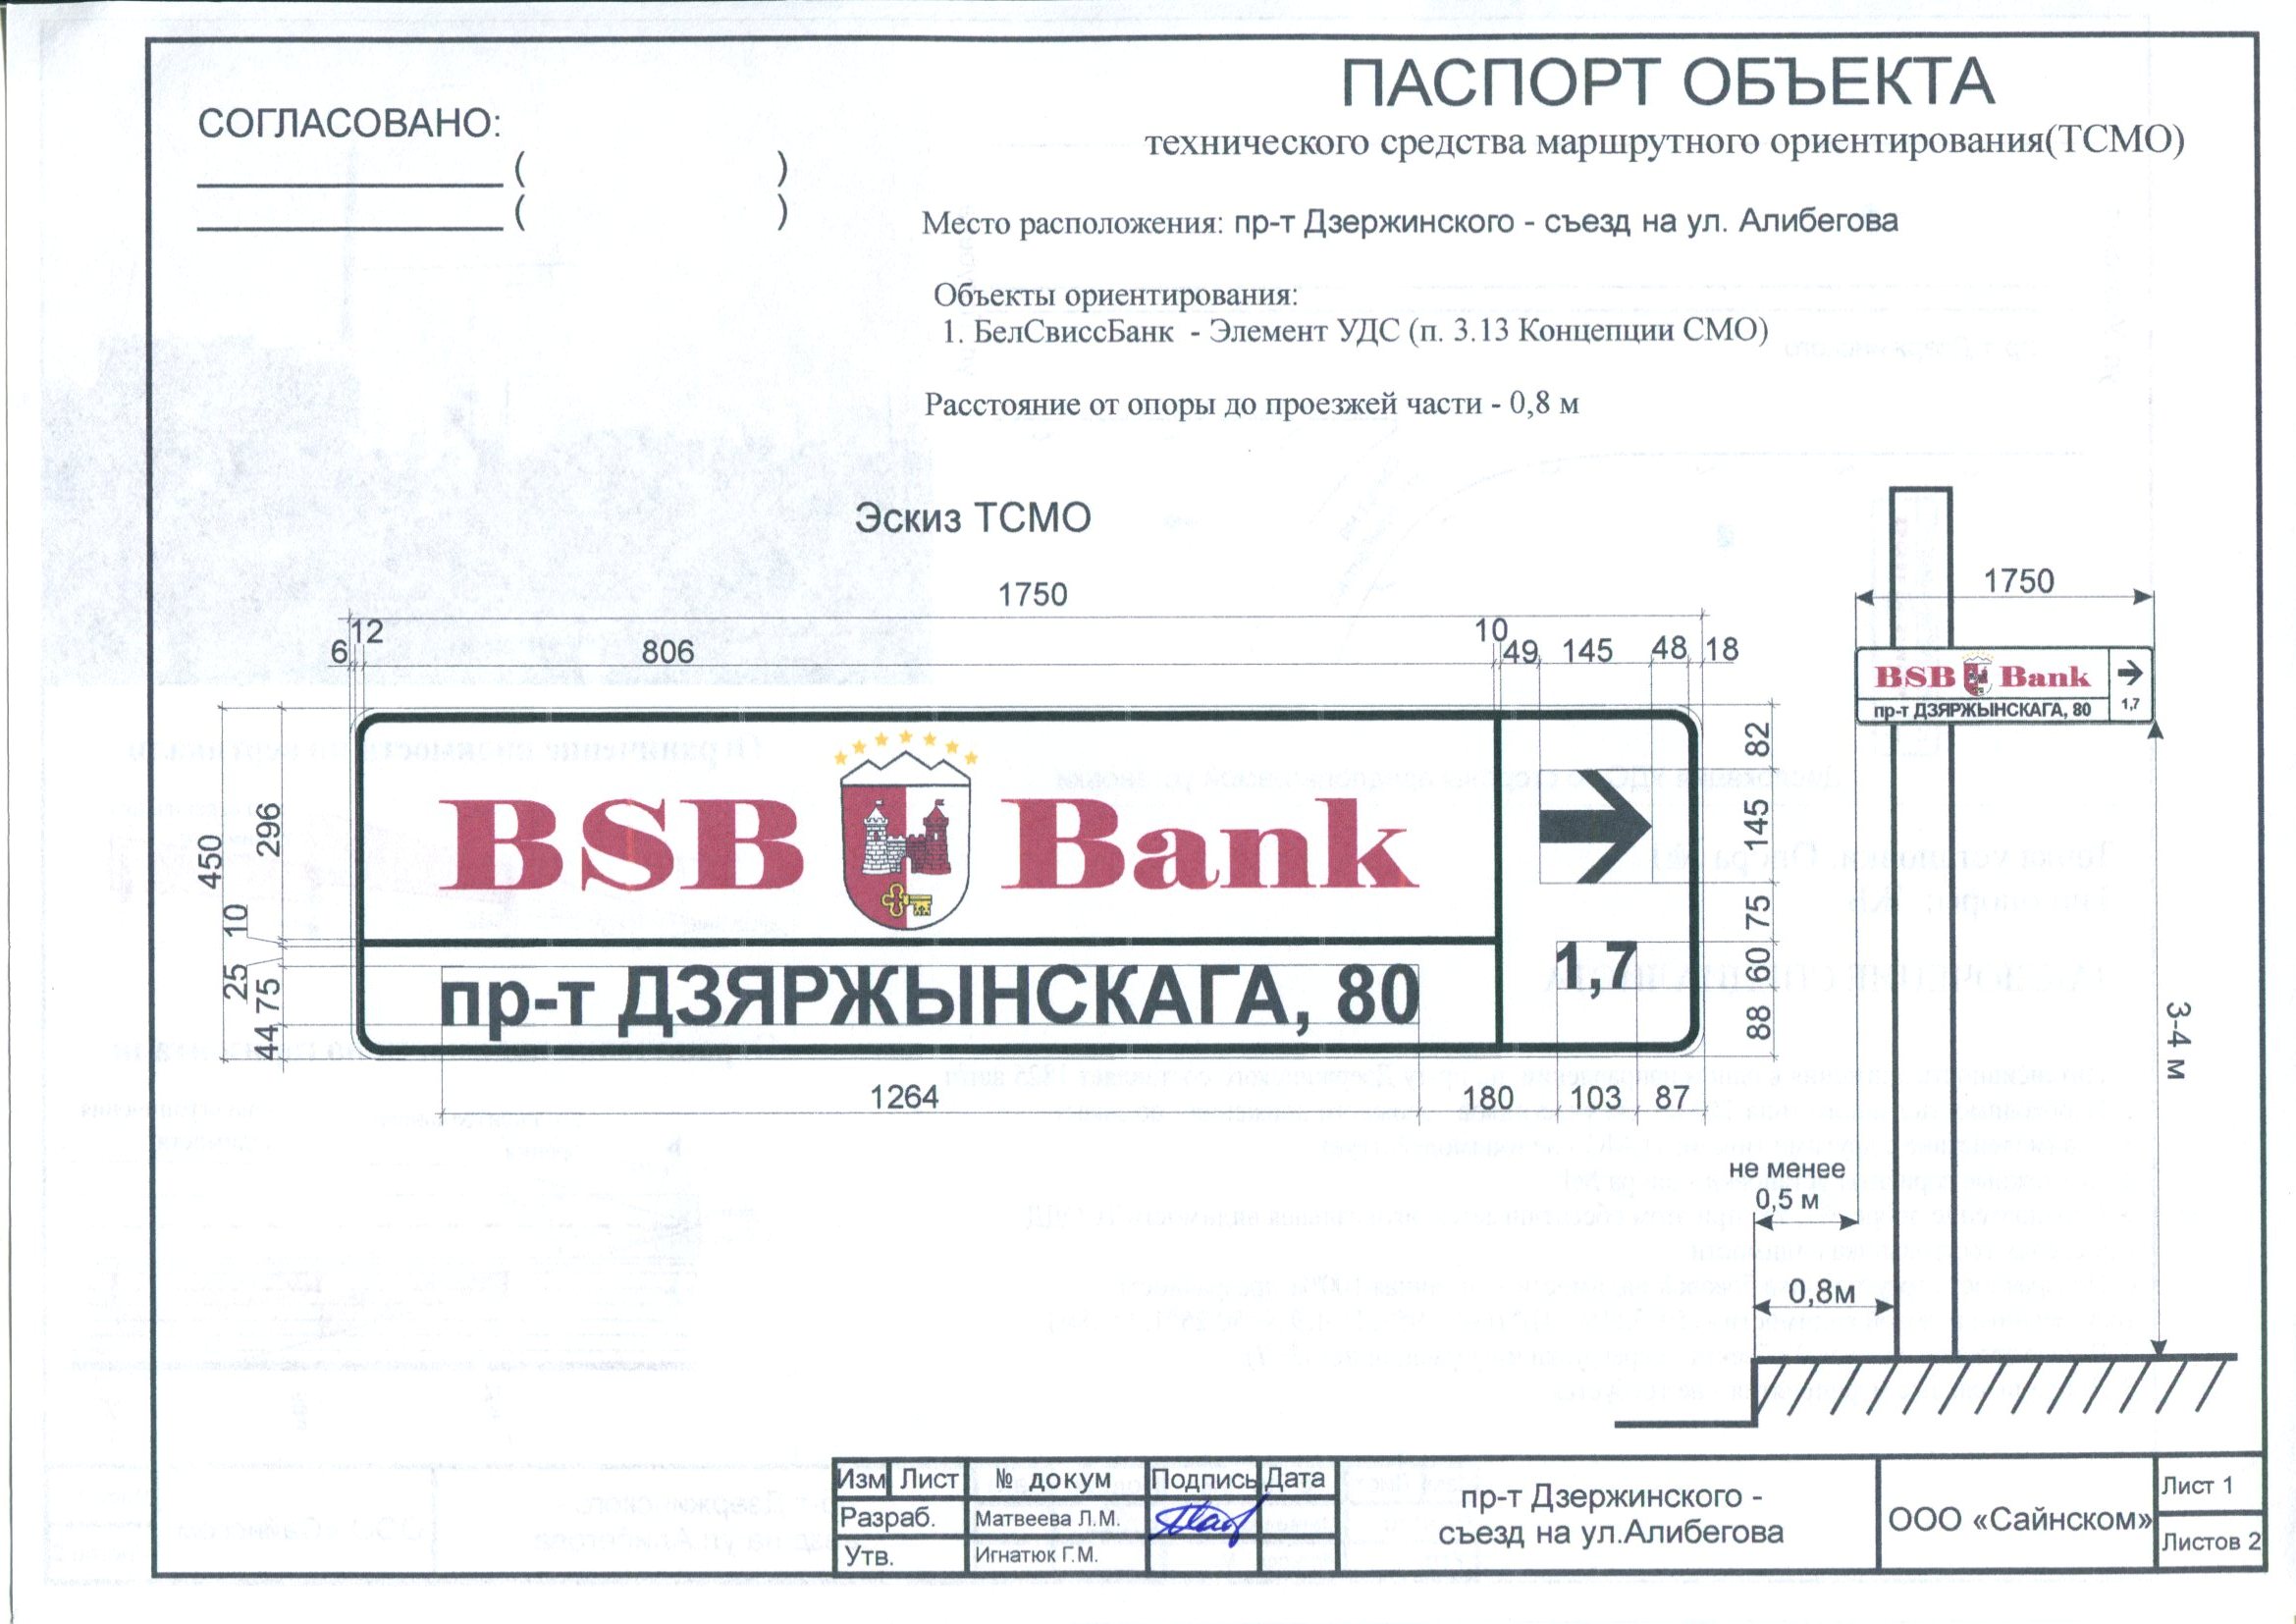 ПАСПОРТ ОБЪЕКТА
технического средства маршрутного ориентирования(ТСМО)
СОГЛАСОВАНО:
( )
( )
Место расположения: пр-т Дзержинского - съезд на ул. Алибегова
Объекты ориентирования:
1. БелСвиссБанк - Элемент УДС (п. 3.13 Концепции СМО)
Расстояние от опоры до проезжей части - 0,8 м
Эскиз ТСМО
1750
6 12 806 10 49 145 48 18
450
296
10
25
75
44
BSB Bank
пр-т ДЗЯРЖЫНСКАГА, 80
1,7
82
145
75
60
88
1264 180 103 87
1750
BSB Bank
пр-т ДЗЯРЖЫНСКАГА, 80
1,7
3-4 м
не менее
0,5 м
0,8м
Изм Лист № докум Подпись Дата
Разраб. Матвеева Л.М.
Утв. Игнатюк Г.М.
пр-т Дзержинского -
съезд на ул.Алибегова
ООО «Сайнском»
Лист 1
Листов 2